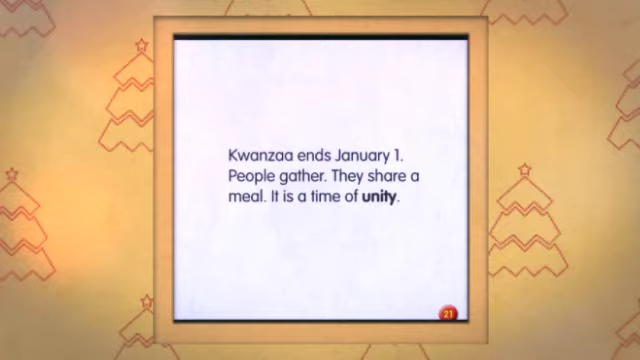 Kwanzaa ends January 1.
People gather. They share a
meal. It is a time of unity.
21